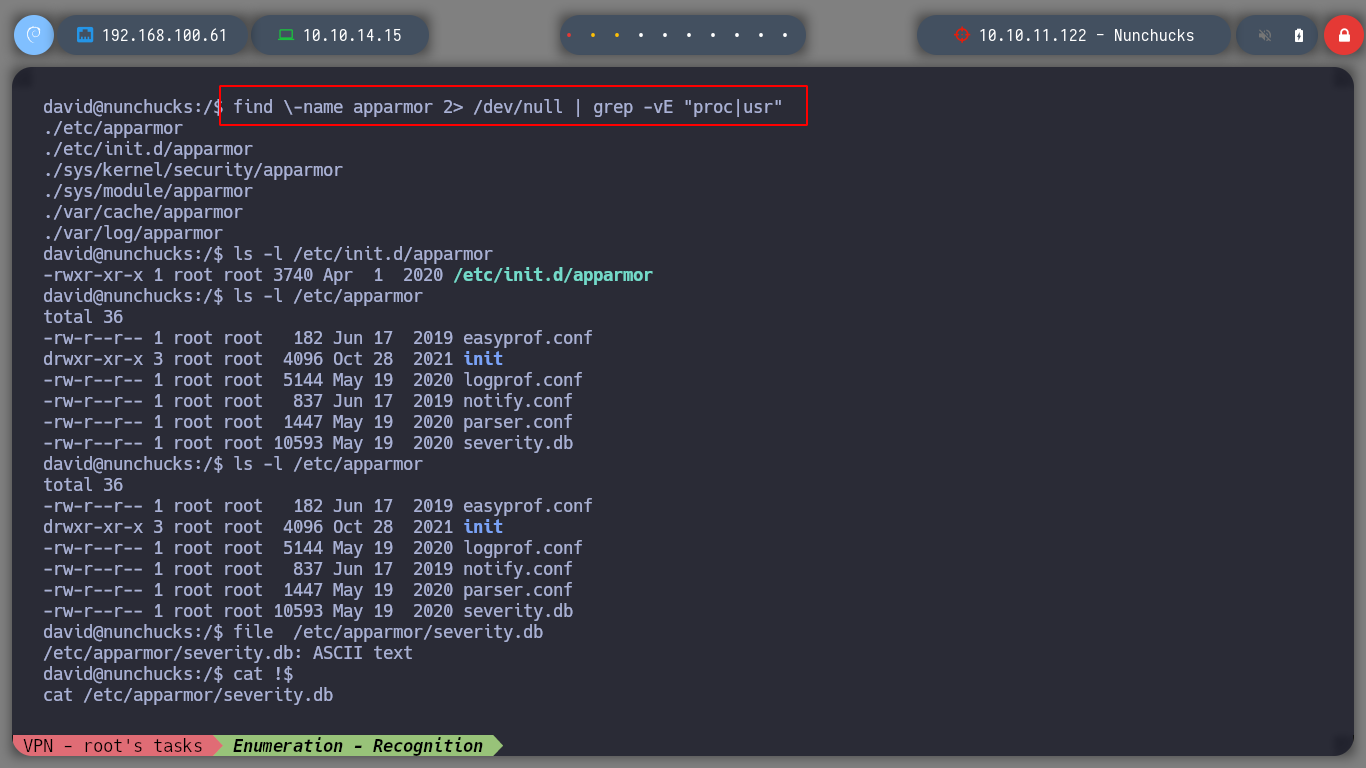 192.168.100.61
10.10.14.15
10.10.11.122 - Nunchucks
david@nunchucks:/$ find \-name apparmor 2> /dev/null | grep -vE "proc|usr"
./etc/apparmor
./etc/init.d/apparmor
./sys/kernel/security/apparmor
./sys/module/apparmor
./var/cache/apparmor
./var/log/apparmor
david@nunchucks:/$ ls -l /etc/init.d/apparmor
-rwxr-xr-x 1 root root 3740 Apr  1  2020 /etc/init.d/apparmor
david@nunchucks:/$ ls -l /etc/apparmor
total 36
-rw-r--r-- 1 root root   182 Jun 17  2019 easyprof.conf
drwxr-xr-x 3 root root  4096 Oct 28  2021 init
-rw-r--r-- 1 root root  5144 May 19  2020 logprof.conf
-rw-r--r-- 1 root root   837 Jun 17  2019 notify.conf
-rw-r--r-- 1 root root  1447 May 19  2020 parser.conf
-rw-r--r-- 1 root root 10593 May 19  2020 severity.db
david@nunchucks:/$ ls -l /etc/apparmor
total 36
-rw-r--r-- 1 root root   182 Jun 17  2019 easyprof.conf
drwxr-xr-x 3 root root  4096 Oct 28  2021 init
-rw-r--r-- 1 root root  5144 May 19  2020 logprof.conf
-rw-r--r-- 1 root root   837 Jun 17  2019 notify.conf
-rw-r--r-- 1 root root  1447 May 19  2020 parser.conf
-rw-r--r-- 1 root root 10593 May 19  2020 severity.db
david@nunchucks:/$ file  /etc/apparmor/severity.db
/etc/apparmor/severity.db: ASCII text
david@nunchucks:/$ cat !$
cat /etc/apparmor/severity.db
VPN - root's tasks Enumeration - Recognition